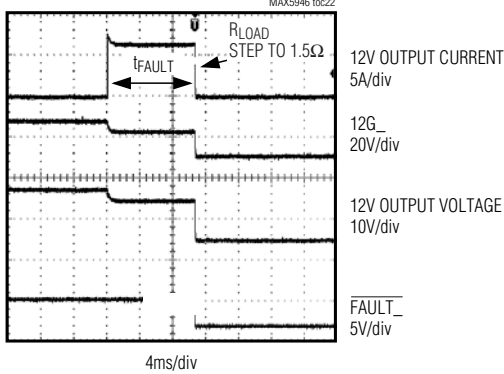 MAX5946 toc22
RLOAD
STEP TO 1.5Ω
tFAULT
12V OUTPUT CURRENT
5A/div
12G_
20V/div
12V OUTPUT VOLTAGE
10V/div
FAULT_
5V/div
4ms/div